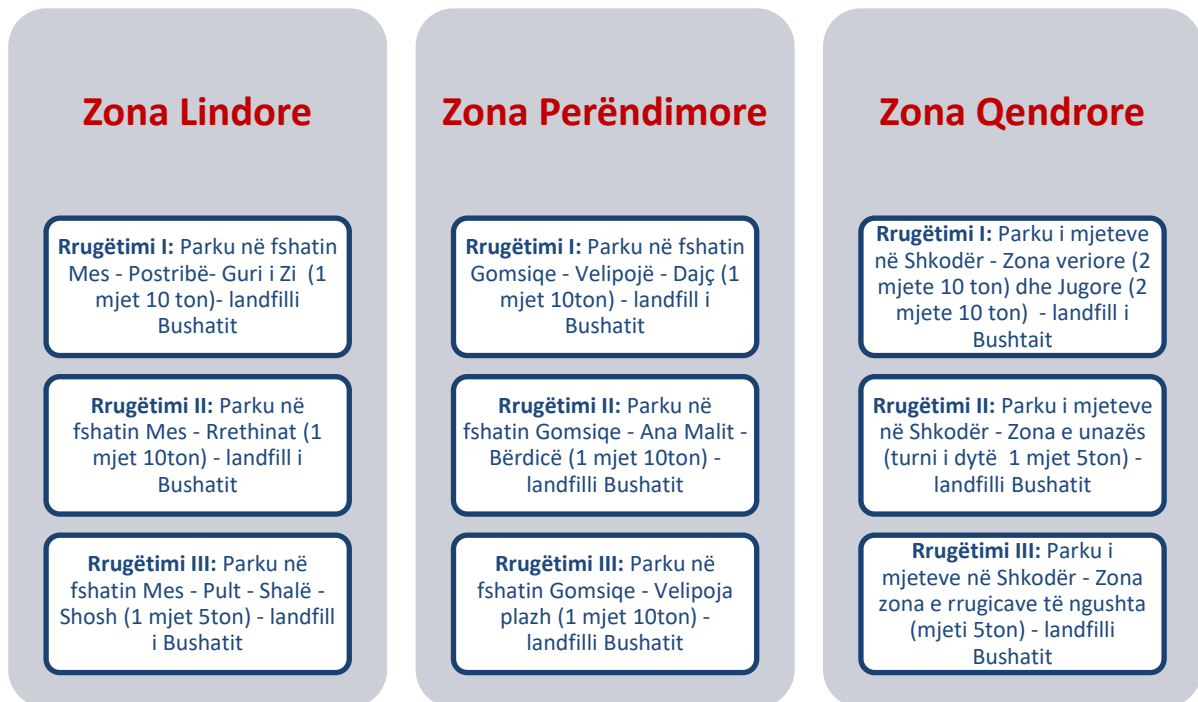 Zona Lindore
Rrugëtimi I: Parku në fshatin
Mes - Postribë- Guri i Zi (1
mjet 10 ton)- landfilli
Bushatit
Rrugëtimi II: Parku në
fshatin Mes - Rrethinat (1
mjet 10ton) - landfill i
Bushatit
Rrugëtimi III: Parku në
fshatin Mes - Pult - Shalë -
Shosh (1 mjet 5ton) - landfill
i Bushatit
Zona Perëndimore
Rrugëtimi I: Parku në fshatin
Gomsiqe - Velipojë - Dajç (1
mjet 10ton) - landfill i
Bushatit
Rrugëtimi II: Parku në
fshatin Gomsiqe - Ana Malit -
Bërdicë (1 mjet 10ton) -
landfilli Bushatit
Rrugëtimi III: Parku në
fshatin Gomsiqe - Velipoja
plazh (1 mjet 10ton) -
landfilli Bushatit
Zona Qendrore
Rrugëtimi I: Parku i mjeteve
në Shkodër - Zona veriore (2
mjete 10 ton) dhe Jugore (2
mjete 10 ton) - landfill i
Bushtait
Rrugëtimi II: Parku i mjeteve
në Shkodër - Zona e unazës
(turni i dytë 1 mjet 5ton) -
landfilli Bushatit
Rrugëtimi III: Parku i
mjeteve në Shkodër - Zona
zona e rrugicave të ngushta
(mjeti 5ton) - landfilli
Bushatit